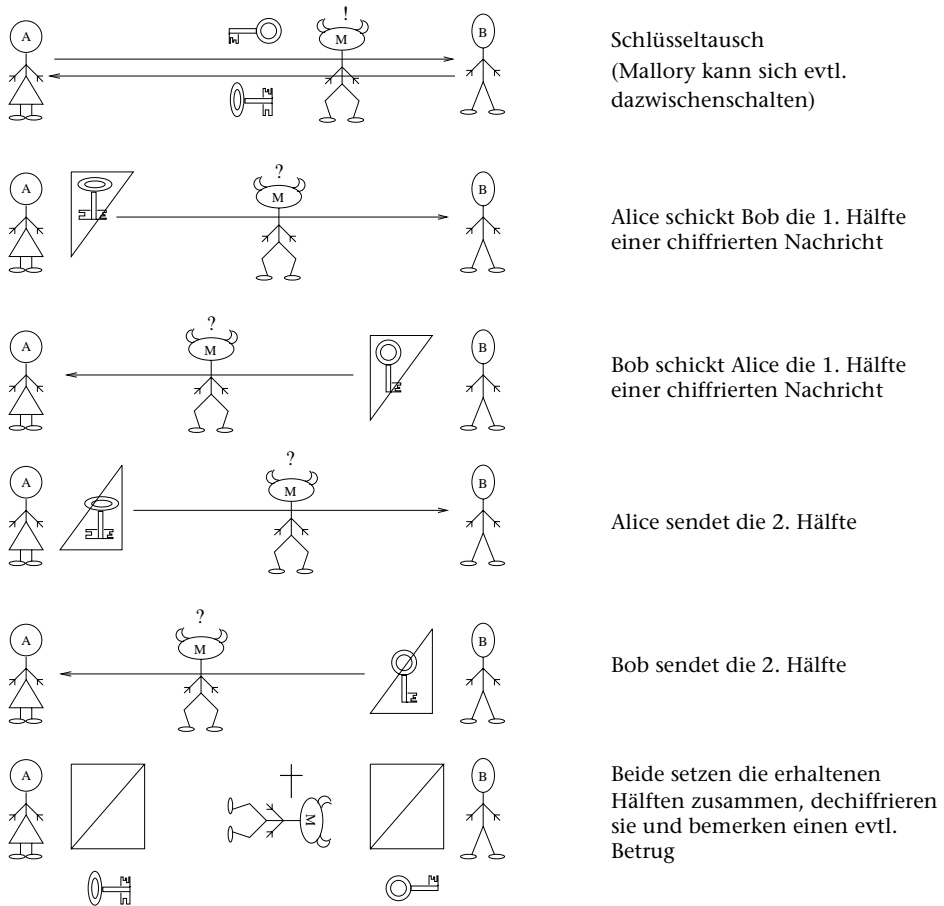 A
!
M
B
Schlüsseltausch
(Mallory kann sich evtl.
dazwischenschalten)
A
?
M
B
Alice schickt Bob die 1. Hälfte
einer chiffrierten Nachricht
A
?
M
B
Bob schickt Alice die 1. Hälfte
einer chiffrierten Nachricht
A
?
M
B
Alice sendet die 2. Hälfte
A
?
M
B
Bob sendet die 2. Hälfte
A
M
B
Beide setzen die erhaltenen
Hälften zusammen, dechiffrieren
sie und bemerken einen evtl.
Betrug